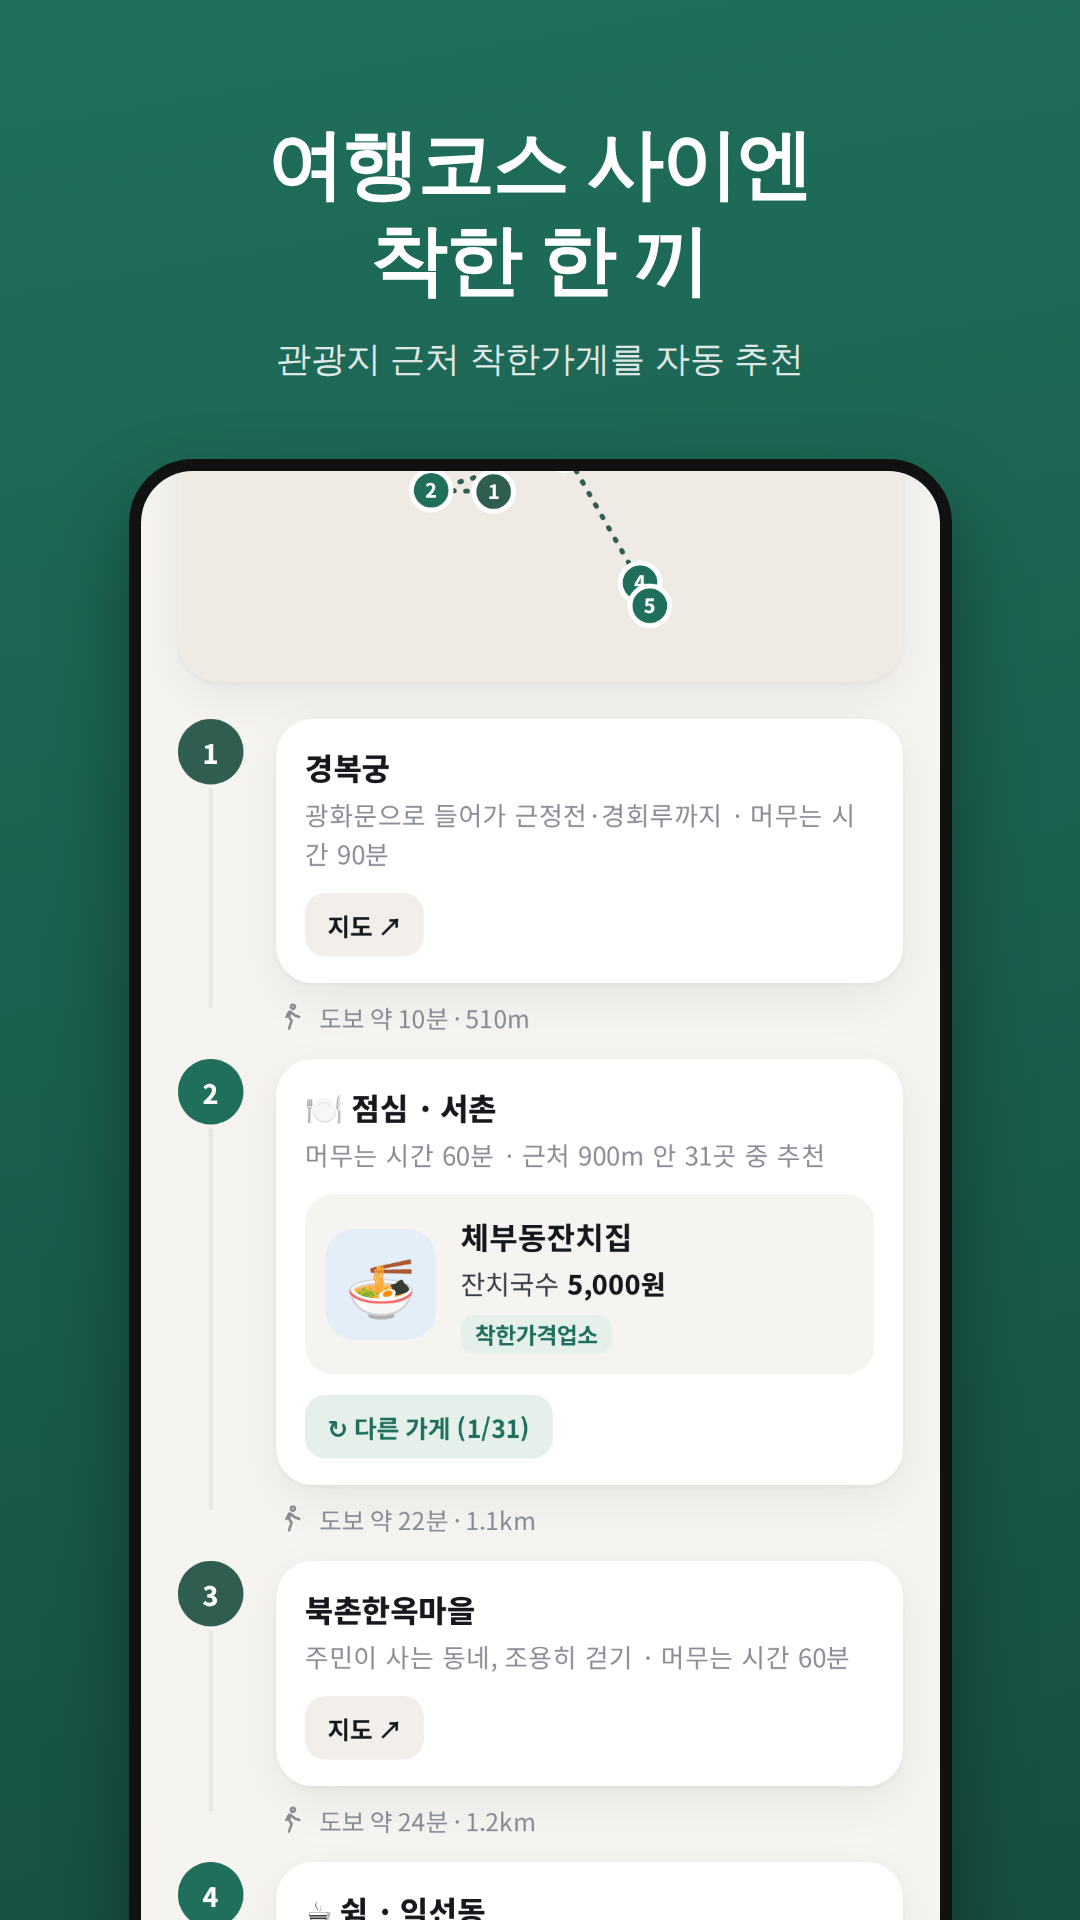 여행코스 사이엔
착한 한 끼
관광지 근처 착한가게를 자동 추천
2
1
4
5
1
경복궁
광화문으로 들어가 근정전·경회루까지 · 머무는 시
간 90분
지도 ↗
도보 약 10분 · 510m
2
🍽️ 점심 · 서촌
머무는 시간 60분 · 근처 900m 안 31곳 중 추천
체부동잔치집
잔치국수 5,000원
착한가격업소
↻ 다른 가게 (1/31)
도보 약 22분 · 1.1km
3
북촌한옥마을
주민이 사는 동네, 조용히 걷기 · 머무는 시간 60분
지도 ↗
도보 약 24분 · 1.2km
4
☕ 쉼 · 익선동